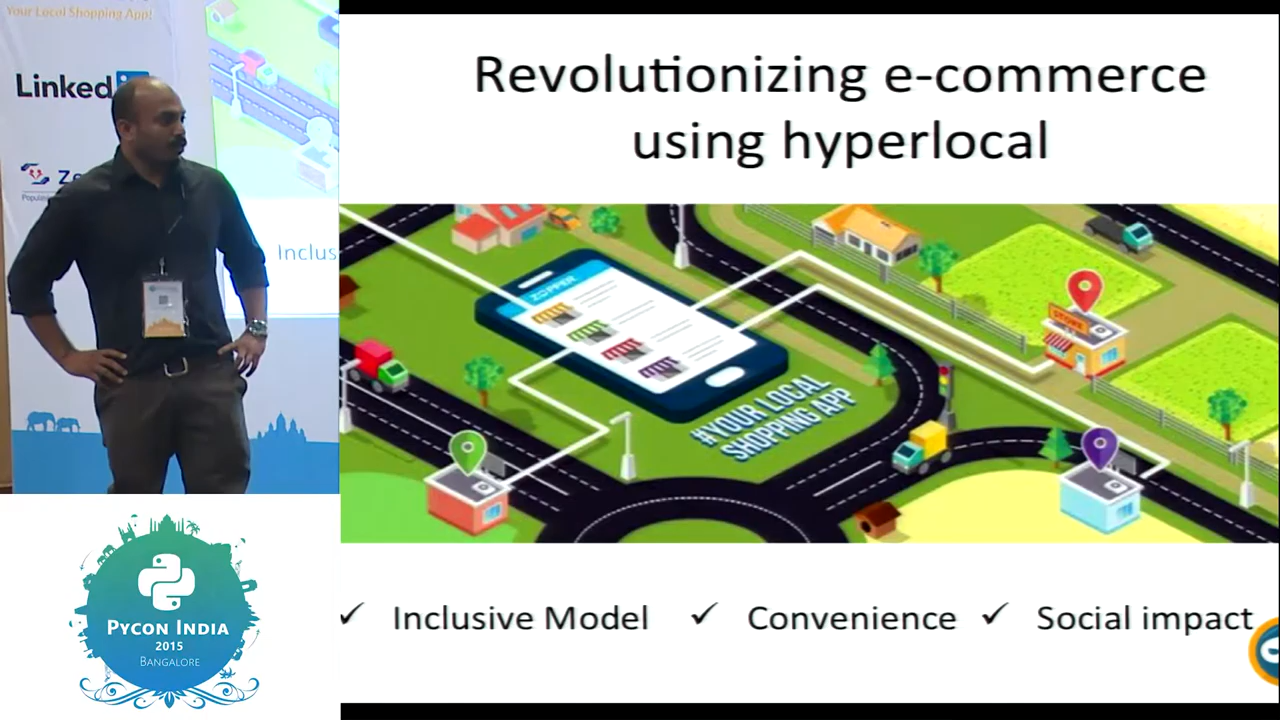 Your Local Shopping App!
Linked
Ze
Inclus
PYCON INDIA
2015
BANGALORE
Revolutionizing e-commerce
using hyperlocal
ZOPPER
STORE
#YOUR LOCAL
SHOPPING APP
✓ Inclusive Model ✓ Convenience ✓ Social impact